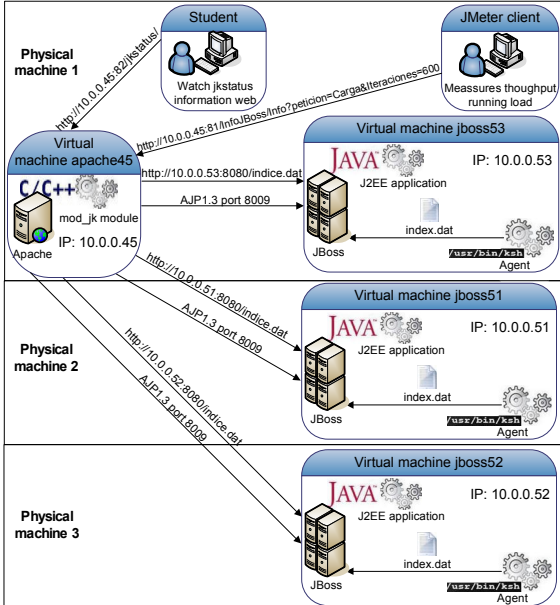 Physical
machine 1
Student
Watch jkstatus
information web
JMeter client
Meassures thoughput
running load
http://10.0.0.45:82/jkstatus/
http://10.0.0.45:81/InfoJBoss/Info?peticion=Carga&Iteraciones=600
Virtual
machine apache45
C/C++
mod_jk module
IP: 10.0.0.45
Apache
http://10.0.0.53:8080/indice.dat
AJP1.3 port 8009
Virtual machine jboss53
JAVA™
IP: 10.0.0.53
J2EE application
index.dat
JBoss
/usr/bin/ksh
Agent
http://10.0.0.51:8080/indice.dat
AJP1.3 port 8009
http://10.0.0.52:8080/indice.dat
AJP1.3 port 8009
Physical
machine 2
Virtual machine jboss51
JAVA™
IP: 10.0.0.51
J2EE application
index.dat
JBoss
/usr/bin/ksh
Agent
Physical
machine 3
Virtual machine jboss52
JAVA™
IP: 10.0.0.52
J2EE application
index.dat
JBoss
/usr/bin/ksh
Agent